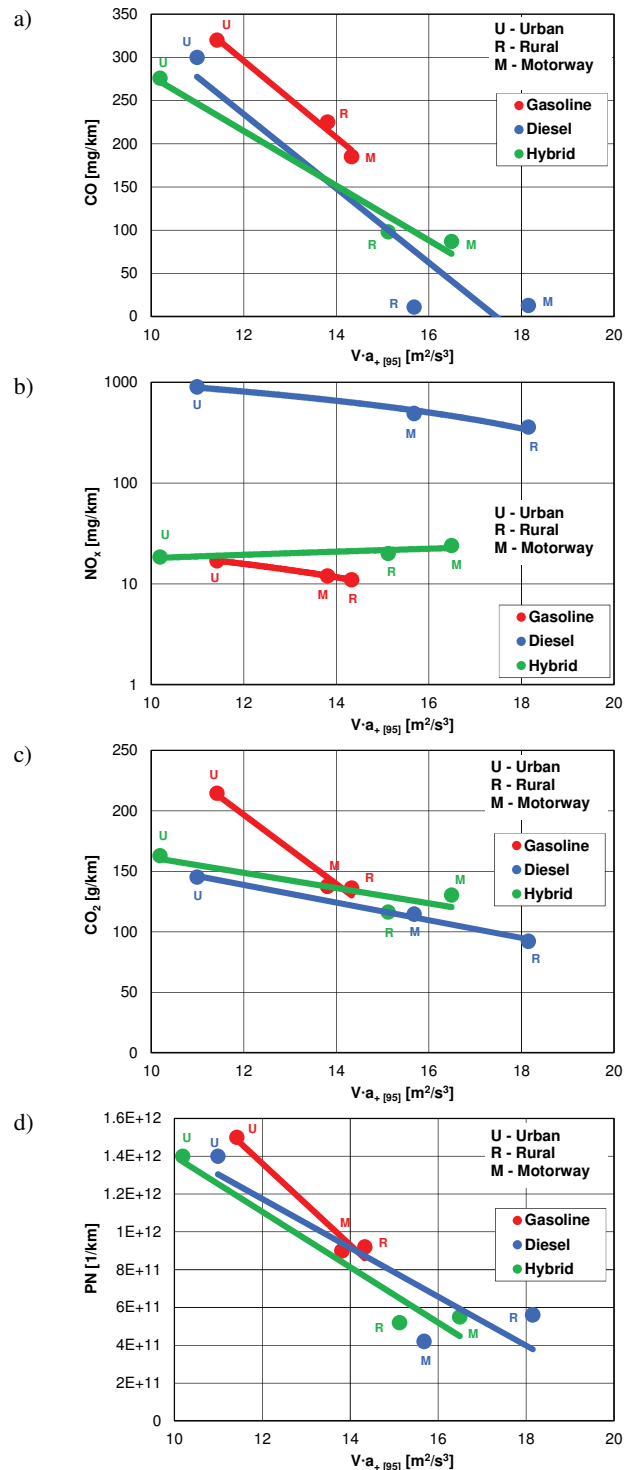 a)
350
300
250
200
150
100
50
0
CO [mg/km]
U
U
U
R
M
R
M
R
M
U - Urban
R - Rural
M - Motorway
Gasoline
Diesel
Hybrid
10 12 14 16 18 20
V·a+ [95] [m²/s³]
b)
1000
100
10
1
NOx [mg/km]
U
M
R
U
U
M
R
R
M
U - Urban
R - Rural
M - Motorway
Gasoline
Diesel
Hybrid
10 12 14 16 18 20
V·a+ [95] [m²/s³]
c)
250
200
150
100
50
0
CO₂ [g/km]
U
U
U
M
R
R
M
M
R
U - Urban
R - Rural
M - Motorway
Gasoline
Diesel
Hybrid
10 12 14 16 18 20
V·a+ [95] [m²/s³]
d)
1.6E+12
1.4E+12
1.2E+12
1E+12
8E+11
6E+11
4E+11
2E+11
0
PN [1/km]
U
U
U
M
R
R
M
M
R
U - Urban
R - Rural
M - Motorway
Gasoline
Diesel
Hybrid
10 12 14 16 18 20
V·a+ [95] [m²/s³]